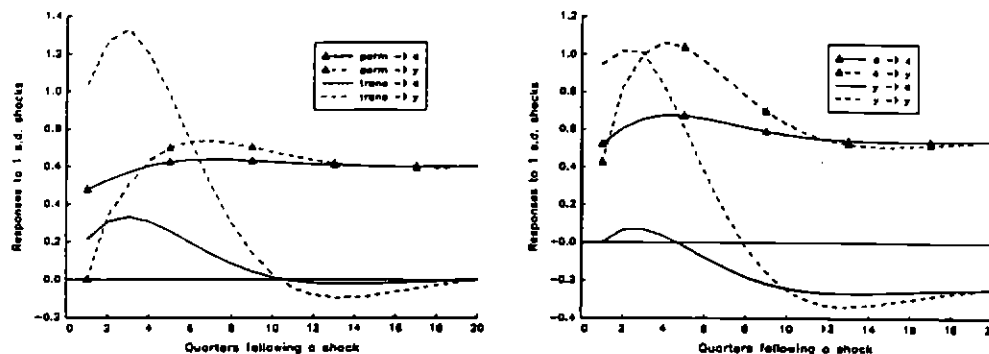 Responses to 1 s.d. shocks
1.4
1.2
1.0
0.8
0.6
0.4
0.2
0.0
-0.2
perm -> c
perm -> y
trans -> c
trans -> y
0 2 4 6 8 10 12 14 16 18 20
Quarters following a shock
Responses to 1 s.d. shocks
1.2
1.0
0.8
0.6
0.4
0.2
-0.0
-0.2
-0.4
c -> c
c -> y
y -> c
y -> y
0 2 4 6 8 10 12 14 16 18 20
Quarters following a shock